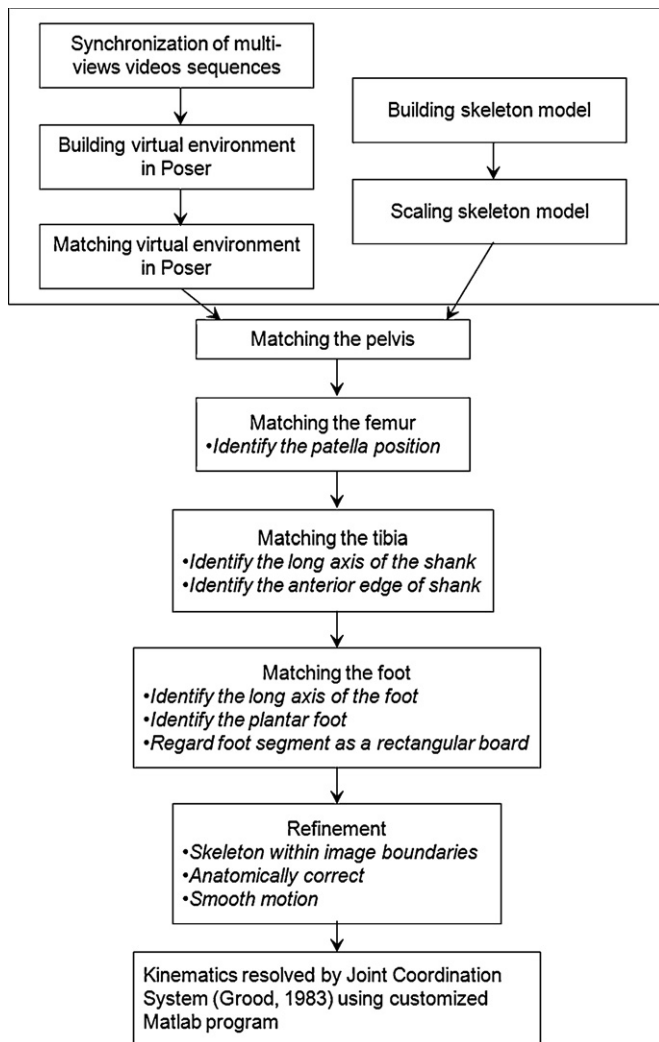 Synchronization of multi-
views videos sequences
Building virtual environment
in Poser
Matching virtual environment
in Poser
Building skeleton model
Scaling skeleton model
Matching the pelvis
Matching the femur
•Identify the patella position
Matching the tibia
•Identify the long axis of the shank
•Identify the anterior edge of shank
Matching the foot
•Identify the long axis of the foot
•Identify the plantar foot
•Regard foot segment as a rectangular board
Refinement
•Skeleton within image boundaries
•Anatomically correct
•Smooth motion
Kinematics resolved by Joint Coordination
System (Grood, 1983) using customized
Matlab program